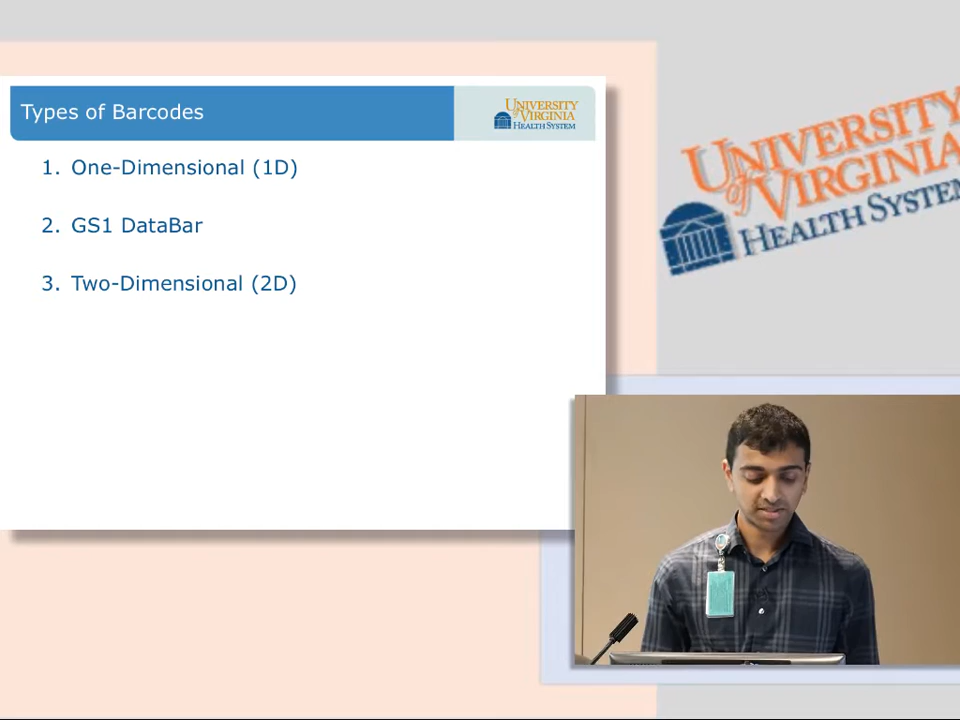 Types of Barcodes
UNIVERSITY
of VIRGINIA
HEALTH SYSTEM
1. One-Dimensional (1D)
2. GS1 DataBar
3. Two-Dimensional (2D)
UNIVERSITY
of VIRGINIA
HEALTH SYSTEM